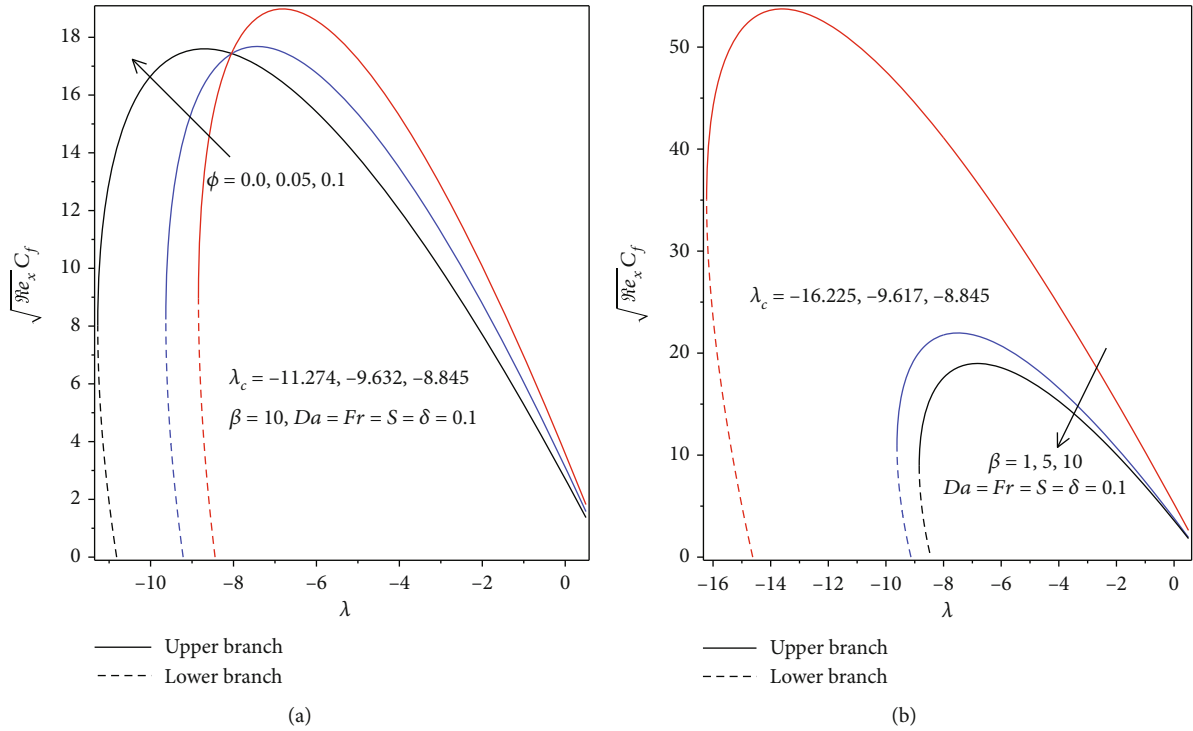 18
16
14
12
10
8
6
4
2
0
√ℜe_x C_f
ϕ = 0.0, 0.05, 0.1
λ_c = –11.274, –9.632, –8.845
β = 10, Da = Fr = S = δ = 0.1
–10 –8 –6 –4 –2 0
λ
Upper branch
Lower branch
(a)
50
40
30
20
10
0
√ℜe_x C_f
λ_c = –16.225, –9.617, –8.845
β = 1, 5, 10
Da = Fr = S = δ = 0.1
–16 –14 –12 –10 –8 –6 –4 –2 0
λ
Upper branch
Lower branch
(b)